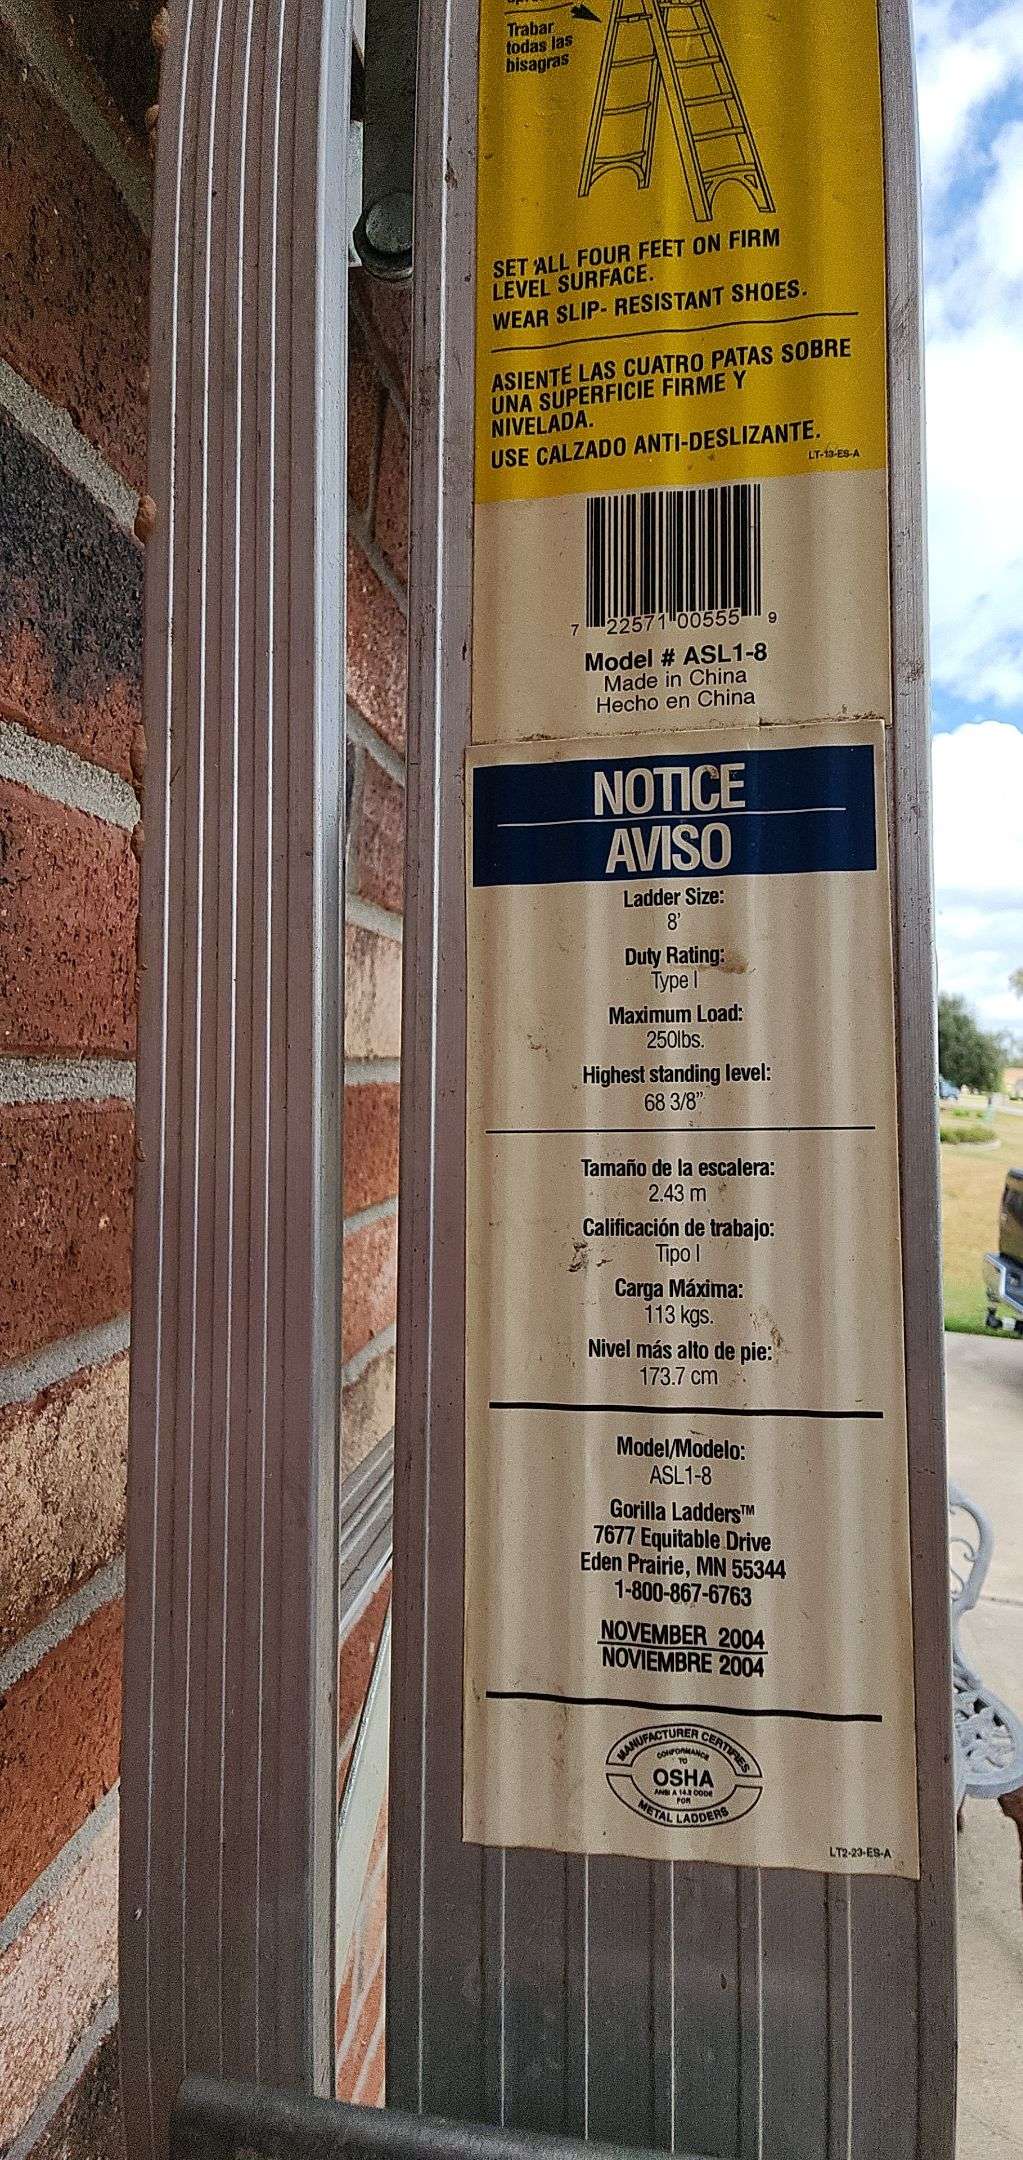 Trabar
todas las
bisagras
SET ALL FOUR FEET ON FIRM
LEVEL SURFACE.
WEAR SLIP- RESISTANT SHOES.
ASIENTE LAS CUATRO PATAS SOBRE
UNA SUPERFICIE FIRME Y
NIVELADA.
USE CALZADO ANTI-DESLIZANTE.
LT-13-ES-A
7 22571 00555 9
Model # ASL1-8
Made in China
Hecho en China
NOTICE
AVISO
Ladder Size:
8'
Duty Rating:
Type I
Maximum Load:
250lbs.
Highest standing level:
68 3/8"
Tamaño de la escalera:
2.43 m
Calificación de trabajo:
Tipo I
Carga Máxima:
113 kgs.
Nivel más alto de pie:
173.7 cm
Model/Modelo:
ASL1-8
Gorilla Ladders™
7677 Equitable Drive
Eden Prairie, MN 55344
1-800-867-6763
NOVEMBER 2004
NOVIEMBRE 2004
MANUFACTURER CERTIFIES
CONFORMANCE
TO
OSHA
ANSI A 14.2 CODE
FOR
METAL LADDERS
LT2-23-ES-A